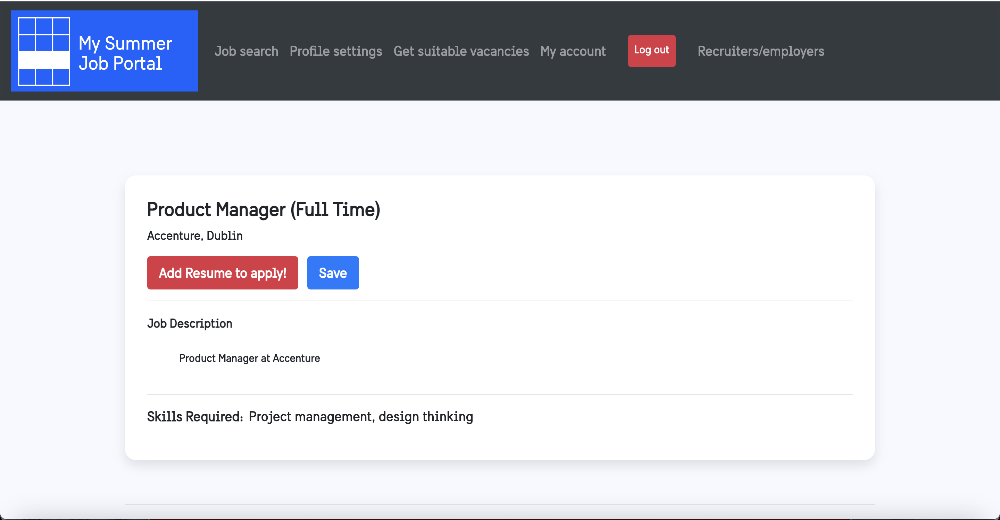 My Summer
Job Portal
Job search Profile settings Get suitable vacancies My account Log out Recruiters/employers
Product Manager (Full Time)
Accenture, Dublin
Add Resume to apply! Save
Job Description
Product Manager at Accenture
Skills Required: Project management, design thinking